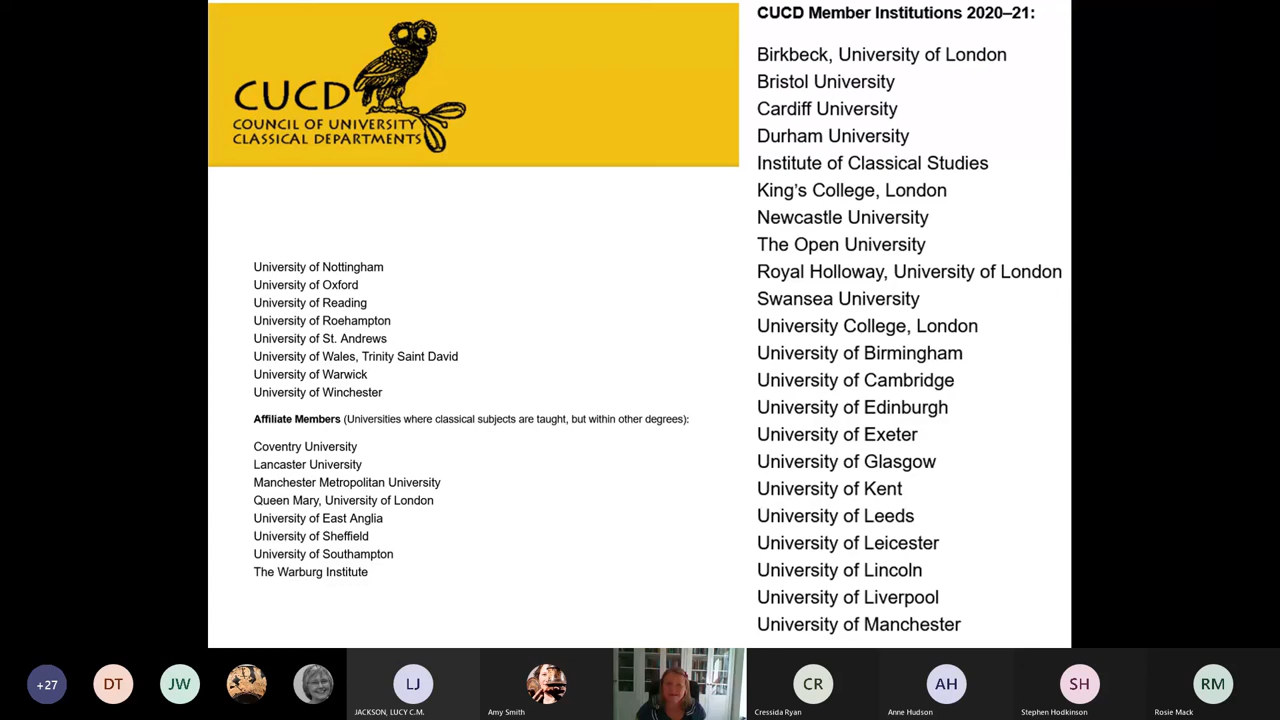 CUCD
COUNCIL OF UNIVERSITY
CLASSICAL DEPARTMENTS
CUCD Member Institutions 2020–21:
Birkbeck, University of London
Bristol University
Cardiff University
Durham University
Institute of Classical Studies
King’s College, London
Newcastle University
The Open University
Royal Holloway, University of London
Swansea University
University College, London
University of Birmingham
University of Cambridge
University of Edinburgh
University of Exeter
University of Glasgow
University of Kent
University of Leeds
University of Leicester
University of Lincoln
University of Liverpool
University of Manchester
University of Nottingham
University of Oxford
University of Reading
University of Roehampton
University of St. Andrews
University of Wales, Trinity Saint David
University of Warwick
University of Winchester
Affiliate Members (Universities where classical subjects are taught, but within other degrees):
Coventry University
Lancaster University
Manchester Metropolitan University
Queen Mary, University of London
University of East Anglia
University of Sheffield
University of Southampton
The Warburg Institute
+27
DT
JW
LJ
JACKSON, LUCY C.M.
Amy Smith
CR
Cressida Ryan
AH
Anne Hudson
SH
Stephen Hodkinson
RM
Rosie Mack